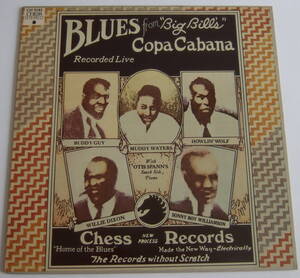 BLUES from "Big Bill's"
Copa Cabana
Recorded Live
BUDDY GUY
MUDDY WATERS
HOWLIN' WOLF
With
"OTIS SPANN'S
South Side,
Piano
WILLIE DIXON
SONNY BOY WILLIAMSON
Chess NEW PROCESS Records
"Home of the Blues"
Made the New Way - Electrically
The Records without Scratch